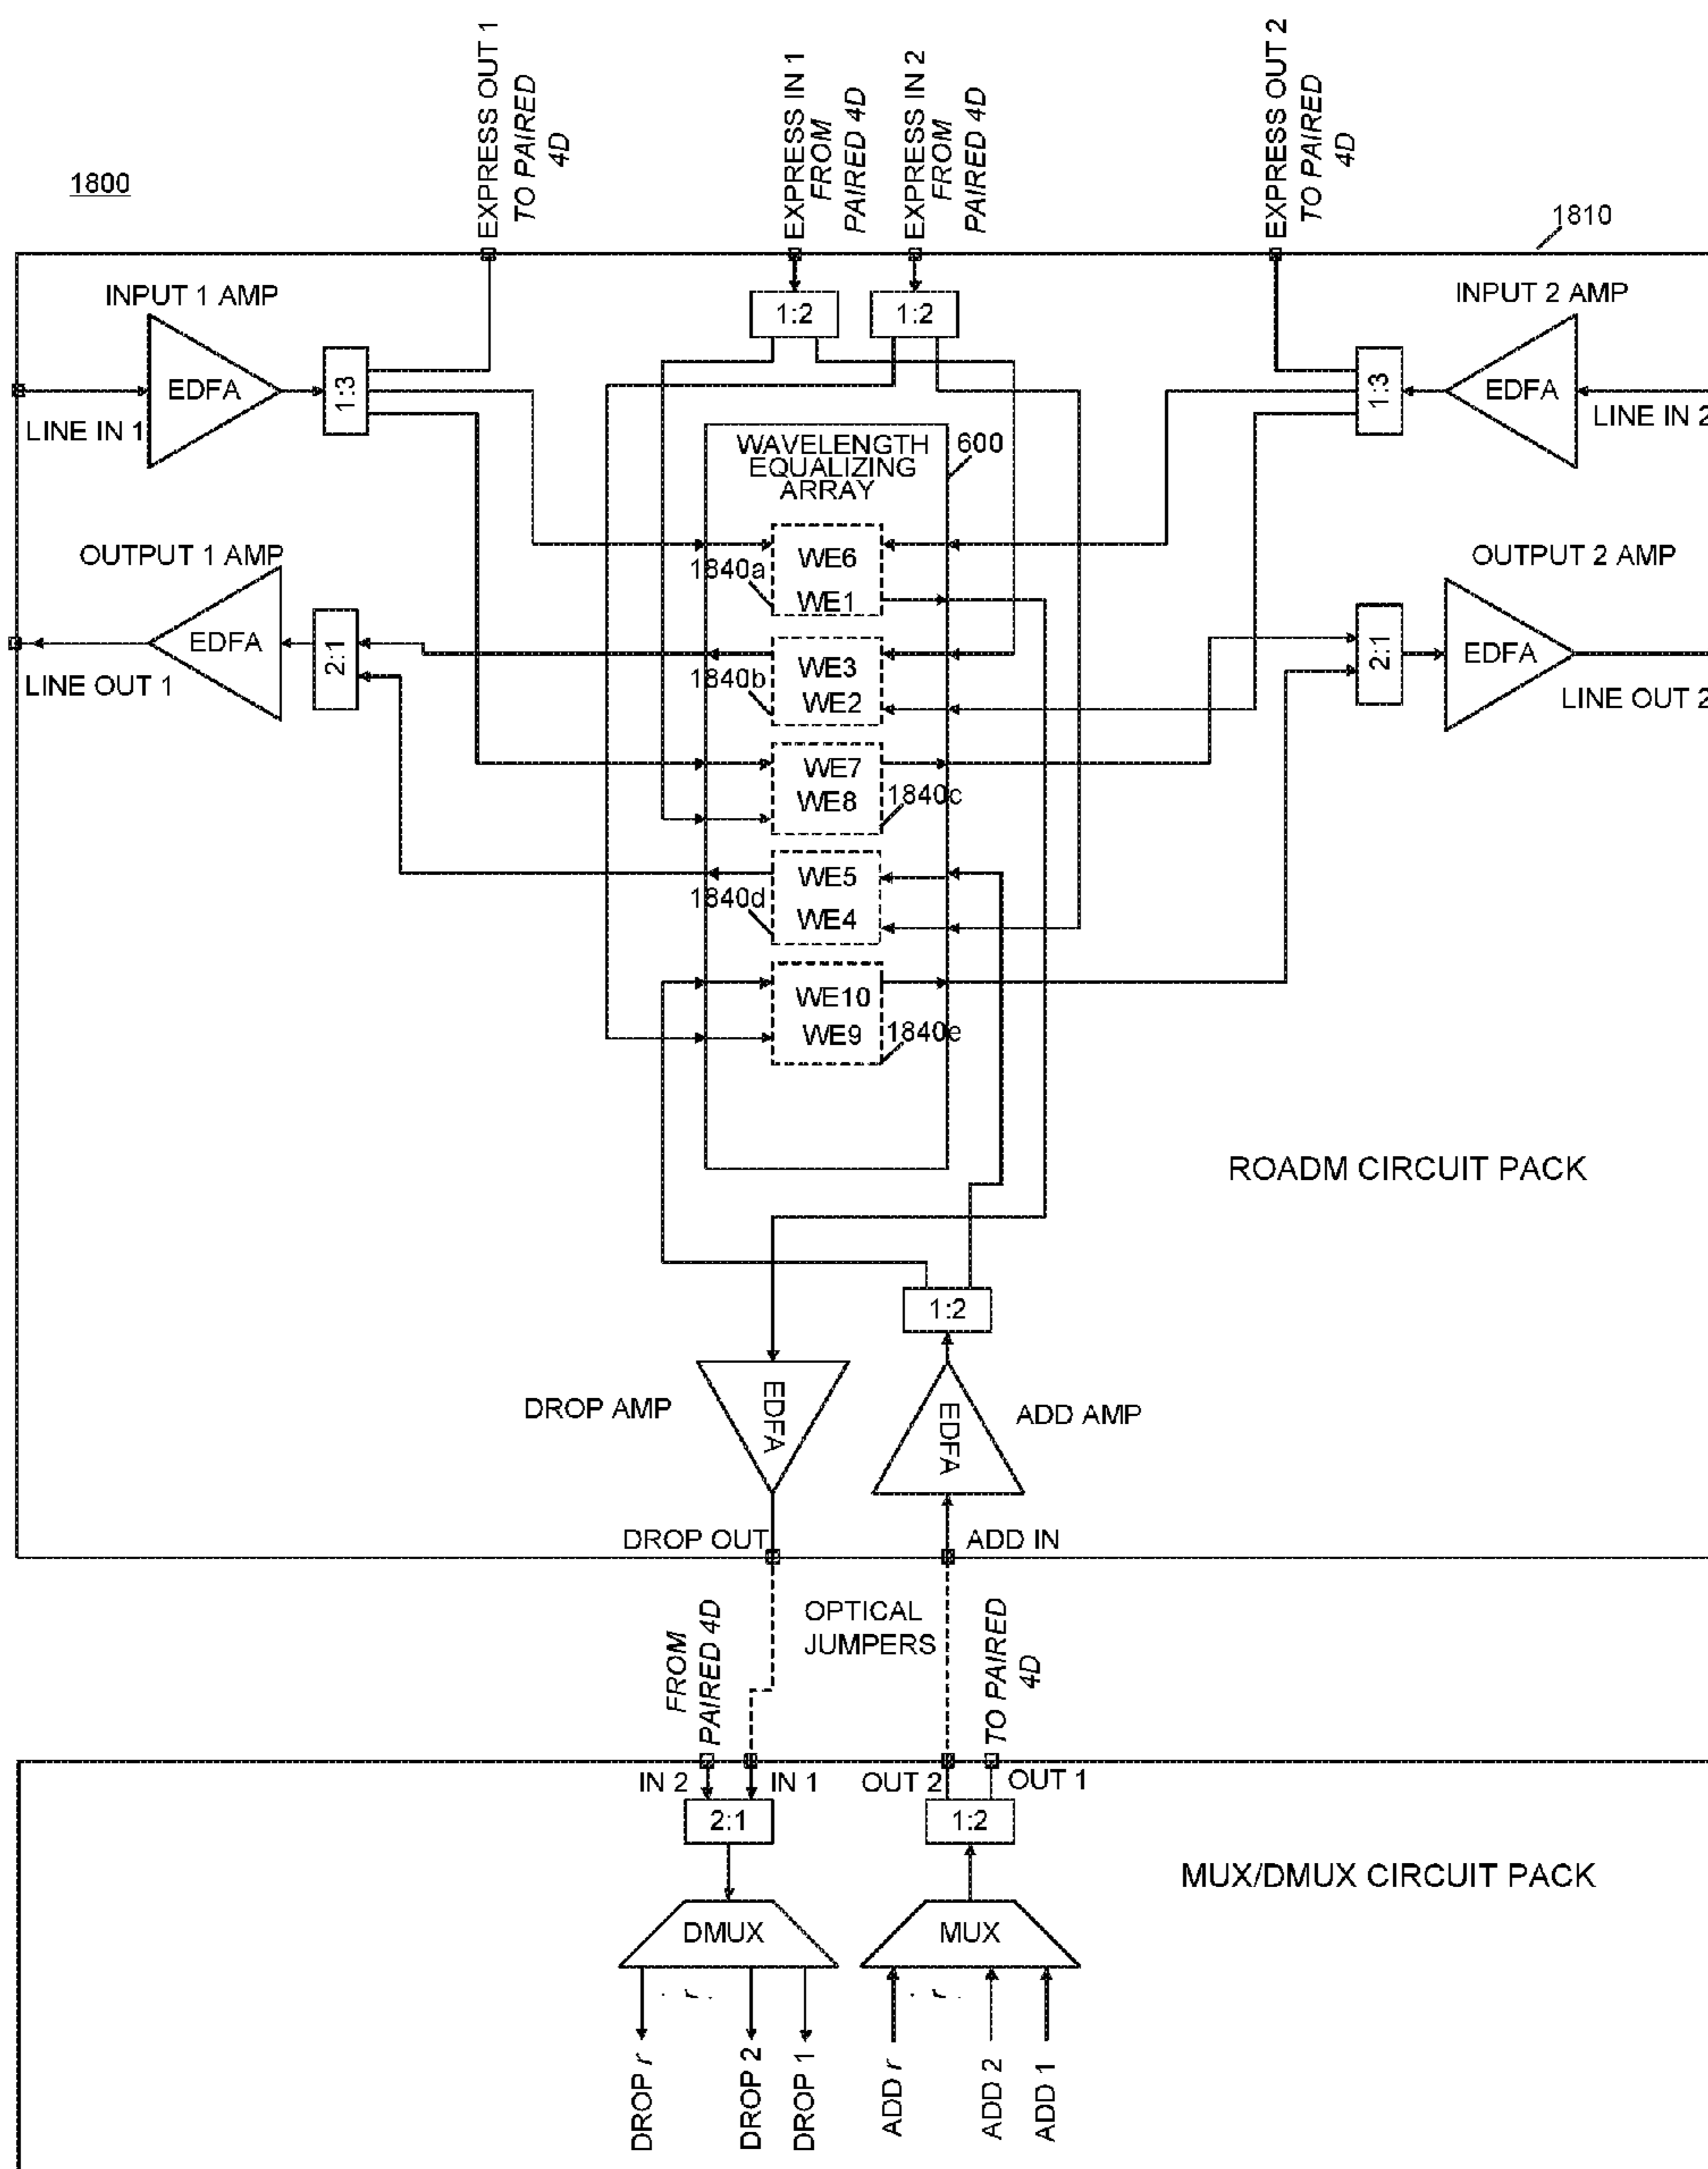 1800
EXPRESS OUT 1
TO PAIRED
4D
EXPRESS IN 1
FROM
PAIRED 4D
EXPRESS IN 2
FROM
PAIRED 4D
EXPRESS OUT 2
TO PAIRED
4D
1810
INPUT 1 AMP
EDFA
1:3
LINE IN 1
1:2
1:2
INPUT 2 AMP
1:3
EDFA
LINE IN 2
WAVELENGTH
EQUALIZING
ARRAY
600
OUTPUT 1 AMP
EDFA
2:1
LINE OUT 1
1840a
WE6
WE1
1840b
WE3
WE2
WE7
WE8
1840c
1840d
WE5
WE4
WE10
WE9
1840e
OUTPUT 2 AMP
2:1
EDFA
LINE OUT 2
ROADM CIRCUIT PACK
1:2
DROP AMP
EDFA
EDFA
ADD AMP
DROP OUT
ADD IN
FROM
PAIRED 4D
OPTICAL
JUMPERS
TO PAIRED
4D
IN 2
IN 1
OUT 2
OUT 1
2:1
1:2
MUX/DMUX CIRCUIT PACK
DMUX
MUX
. r .
. r .
DROP r
DROP 2
DROP 1
ADD r
ADD 2
ADD 1